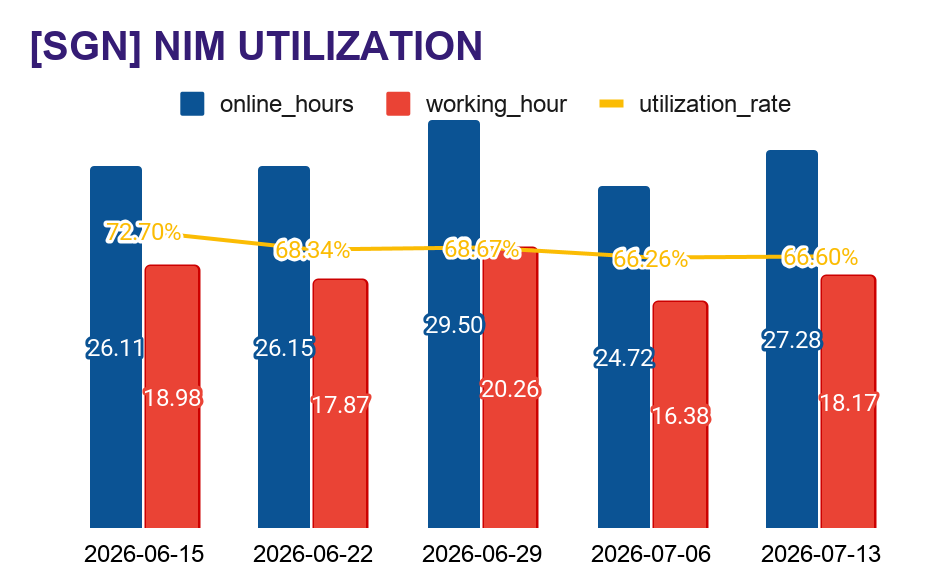 [SGN] NIM UTILIZATION
online_hours working_hour utilization_rate
72.70% 68.34% 68.67% 66.26% 66.60%
26.11 26.15 29.50 24.72 27.28
18.98 17.87 20.26 16.38 18.17
2026-06-15 2026-06-22 2026-06-29 2026-07-06 2026-07-13